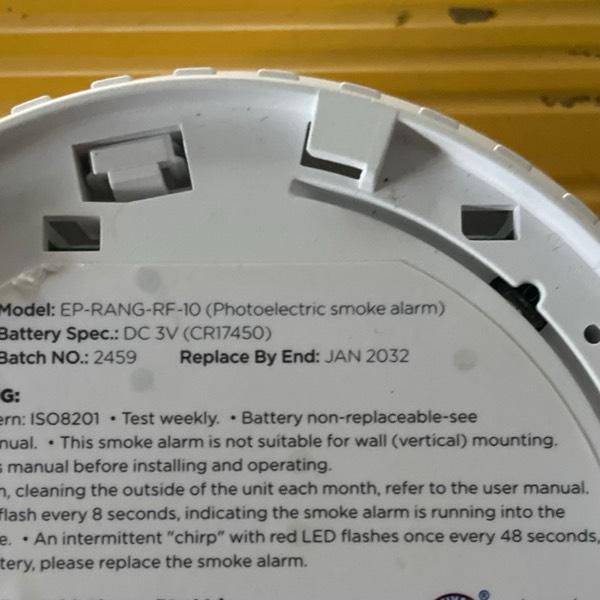 Model: EP-RANG-RF-10 (Photoelectric smoke alarm)
Battery Spec.: DC 3V (CR17450)
Batch NO.: 2459 Replace By End: JAN 2032
G:
ern: ISO8201 • Test weekly. • Battery non-replaceable-see
nual. • This smoke alarm is not suitable for wall (vertical) mounting.
s manual before installing and operating.
n, cleaning the outside of the unit each month, refer to the user manual.
flash every 8 seconds, indicating the smoke alarm is running into the
e. • An intermittent "chirp" with red LED flashes once every 48 seconds,
tery, please replace the smoke alarm.